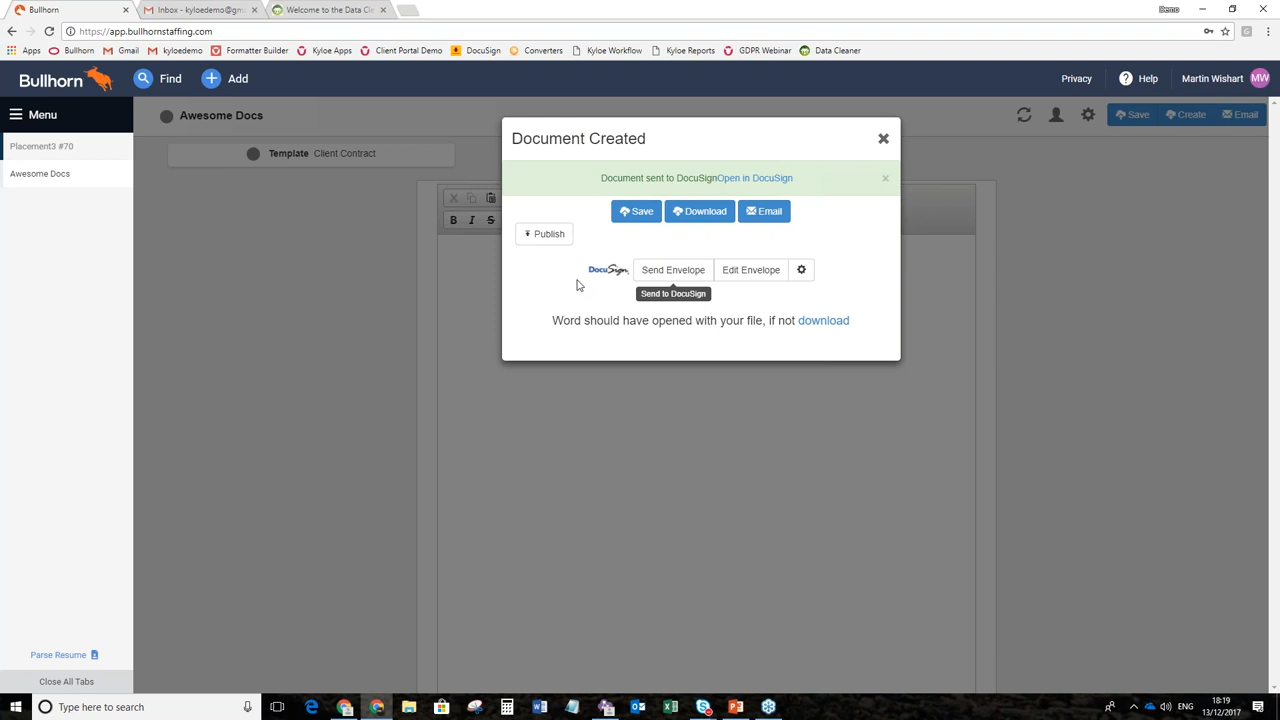 Bullhorn
Inbox - kyloedemo@gm
Welcome to the Data Cle
Demo
https://app.bullhornstaffing.com
Apps
Bullhorn
Gmail
kyloedemo
Formatter Builder
Kyloe Apps
Client Portal Demo
DocuSign
Converters
Kyloe Workflow
Kyloe Reports
GDPR Webinar
Data Cleaner
Bullhorn
Find
Add
Privacy
Help
Martin Wishart
MW
Menu
Awesome Docs
Save
Create
Email
Placement3 #70
Awesome Docs
Template Client Contract
Document Created
Document sent to DocuSignOpen in DocuSign
Save
Download
Email
Publish
DocuSign
Send Envelope
Edit Envelope
Send to DocuSign
Word should have opened with your file, if not download
B I S
Parse Resume
Close All Tabs
Type here to search
ENG
18:19
13/12/2017